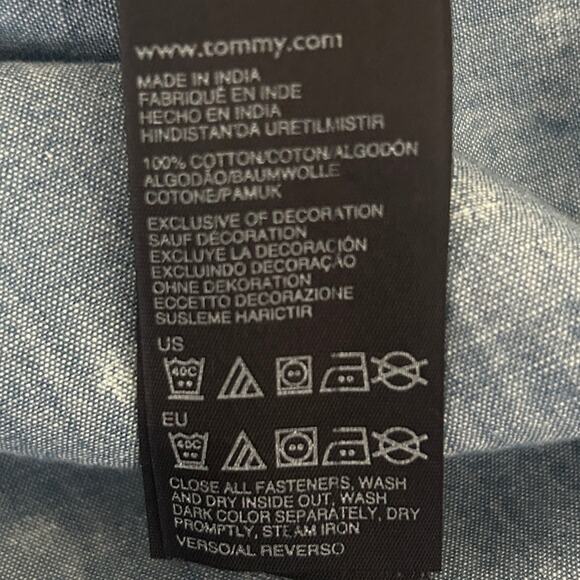 www.tommy.com
MADE IN INDIA
FABRIQUÉ EN INDE
HECHO EN INDIA
HINDISTAN'DA URETILMISTIR
100% COTTON/COTON/ALGODÓN
ALGODÃO/BAUMWOLLE
COTONE/PAMUK
EXCLUSIVE OF DECORATION
SAUF DÉCORATION
EXCLUYE LA DECORACIÓN
EXCLUINDO DECORAÇAO
OHNE DEKORATION
ECCETTO DECORAZIONE
SUSLEME HARICTIR
US
40C
EU
40C
CLOSE ALL FASTENERS, WASH
AND DRY INSIDE OUT, WASH
DARK COLOR SEPARATELY, DRY
PROMPTLY, STEAM IRON
VERSO/AL REVERSO